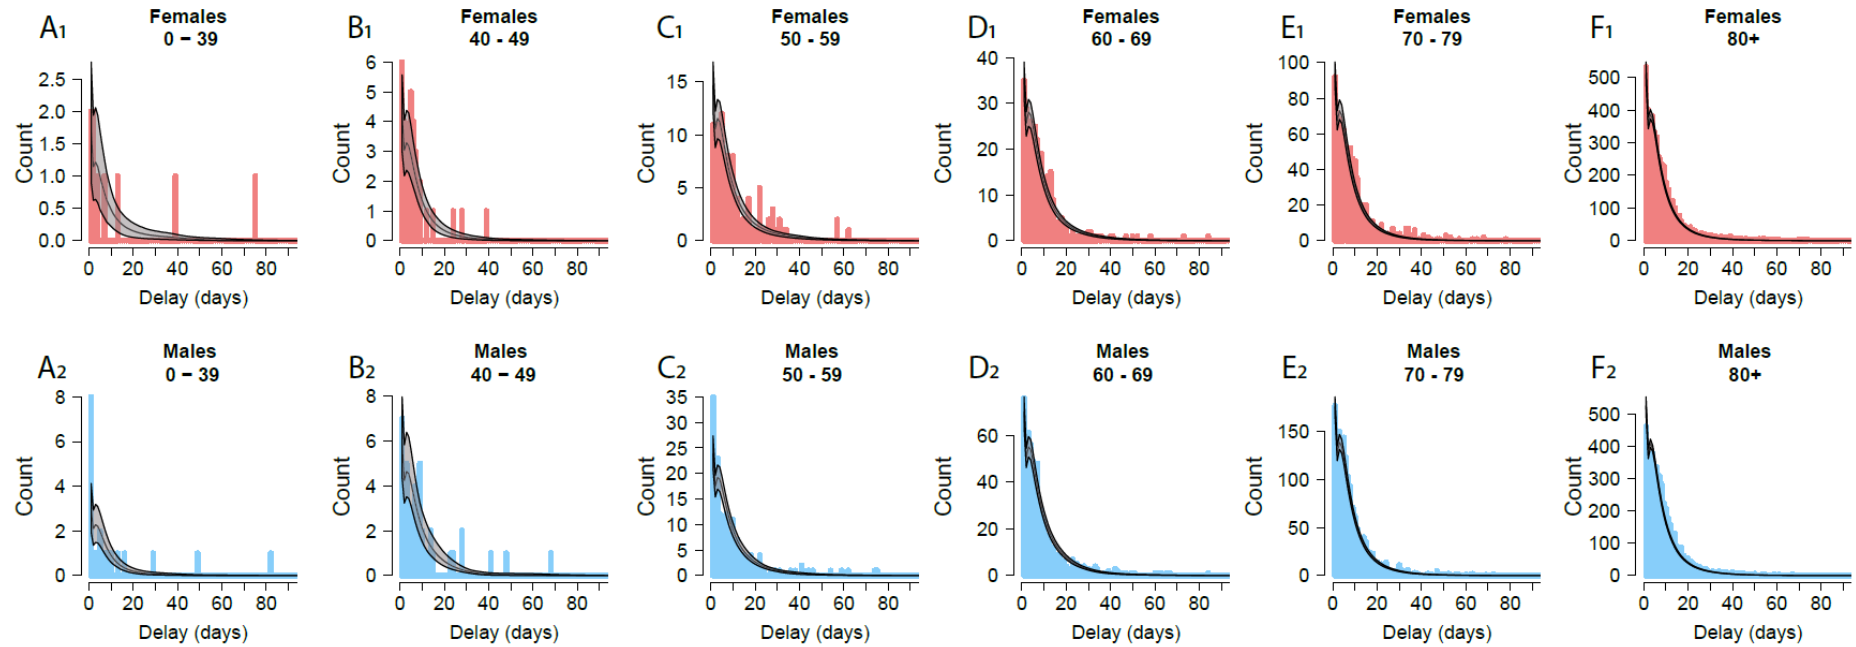 A1
Females
0 – 39
Count
2.5
2.0
1.5
1.0
0.5
0.0
0 20 40 60 80
Delay (days)
B1
Females
40 - 49
Count
6
5
4
3
2
1
0
0 20 40 60 80
Delay (days)
C1
Females
50 - 59
Count
15
10
5
0
0 20 40 60 80
Delay (days)
D1
Females
60 - 69
Count
40
30
20
10
0
0 20 40 60 80
Delay (days)
E1
Females
70 - 79
Count
100
80
60
40
20
0
0 20 40 60 80
Delay (days)
F1
Females
80+
Count
500
400
300
200
100
0
0 20 40 60 80
Delay (days)
A2
Males
0 – 39
Count
8
6
4
2
0
0 20 40 60 80
Delay (days)
B2
Males
40 – 49
Count
8
6
4
2
0
0 20 40 60 80
Delay (days)
C2
Males
50 - 59
Count
35
30
25
20
15
10
5
0
0 20 40 60 80
Delay (days)
D2
Males
60 - 69
Count
60
40
20
0
0 20 40 60 80
Delay (days)
E2
Males
70 - 79
Count
150
100
50
0
0 20 40 60 80
Delay (days)
F2
Males
80+
Count
500
400
300
200
100
0
0 20 40 60 80
Delay (days)